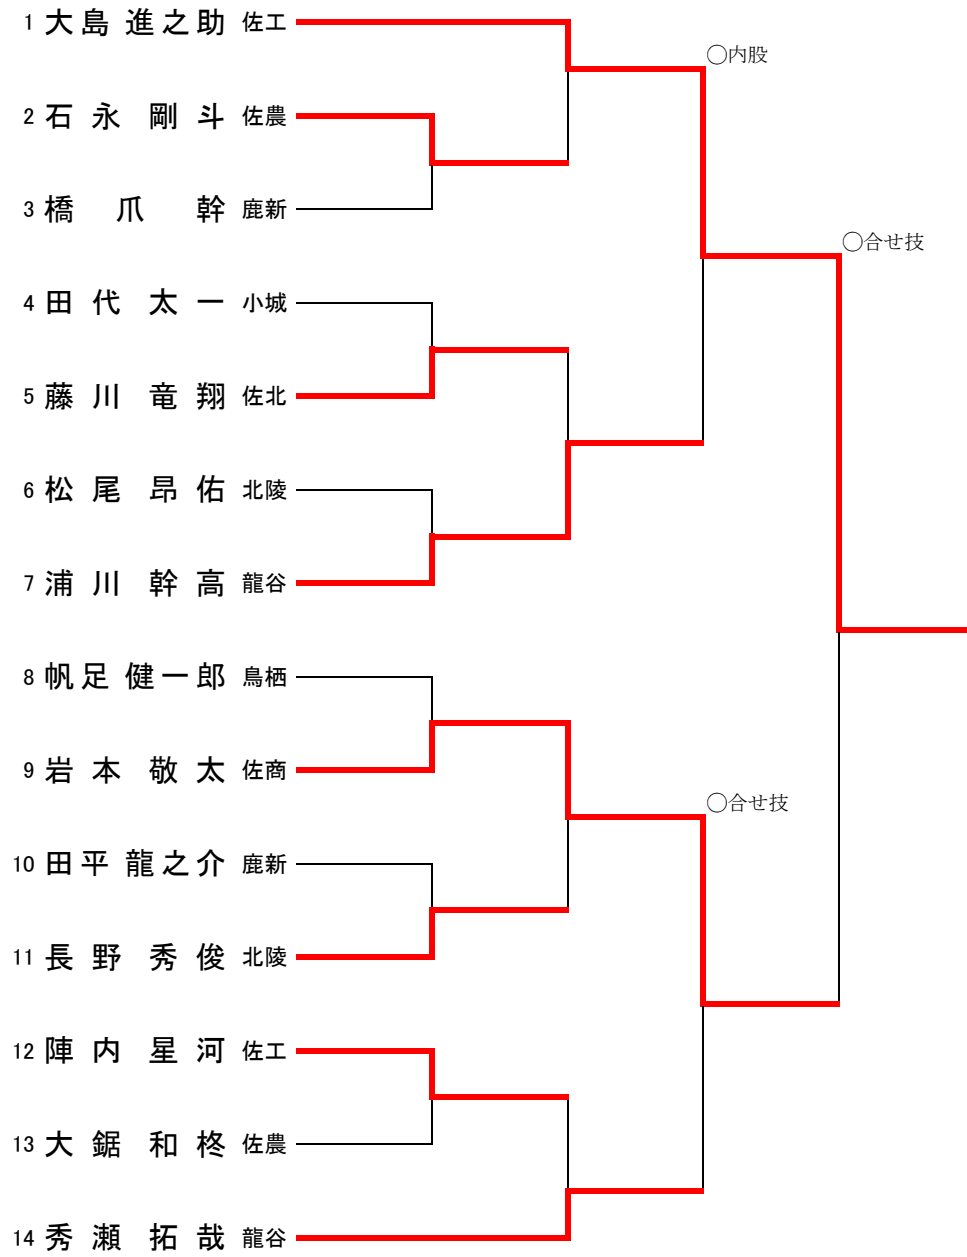 1 大島 進之助 佐工
〇内股
2 石永 剛斗 佐農
3 橋爪 幹 鹿新
〇合せ技
4 田代 太一 小城
5 藤川 竜翔 佐北
6 松尾 昂佑 北陵
7 浦川 幹高 龍谷
8 帆足 健一郎 鳥栖
9 岩本 敬太 佐商
〇合せ技
10 田平 龍之介 鹿新
11 長野 秀俊 北陵
12 陣内 星河 佐工
13 大鋸 和柊 佐農
14 秀瀬 拓哉 龍谷